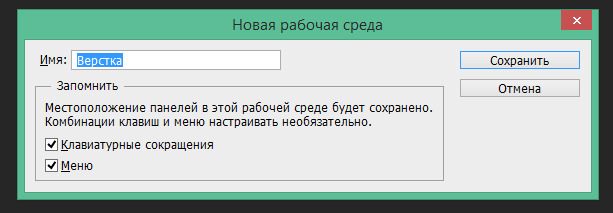 Новая рабочая среда
Имя: Верстка
Сохранить
Отмена
Запомнить
Местоположение панелей в этой рабочей среде будет сохранено.
Комбинации клавиш и меню настраивать необязательно.
Клавиатурные сокращения
Меню